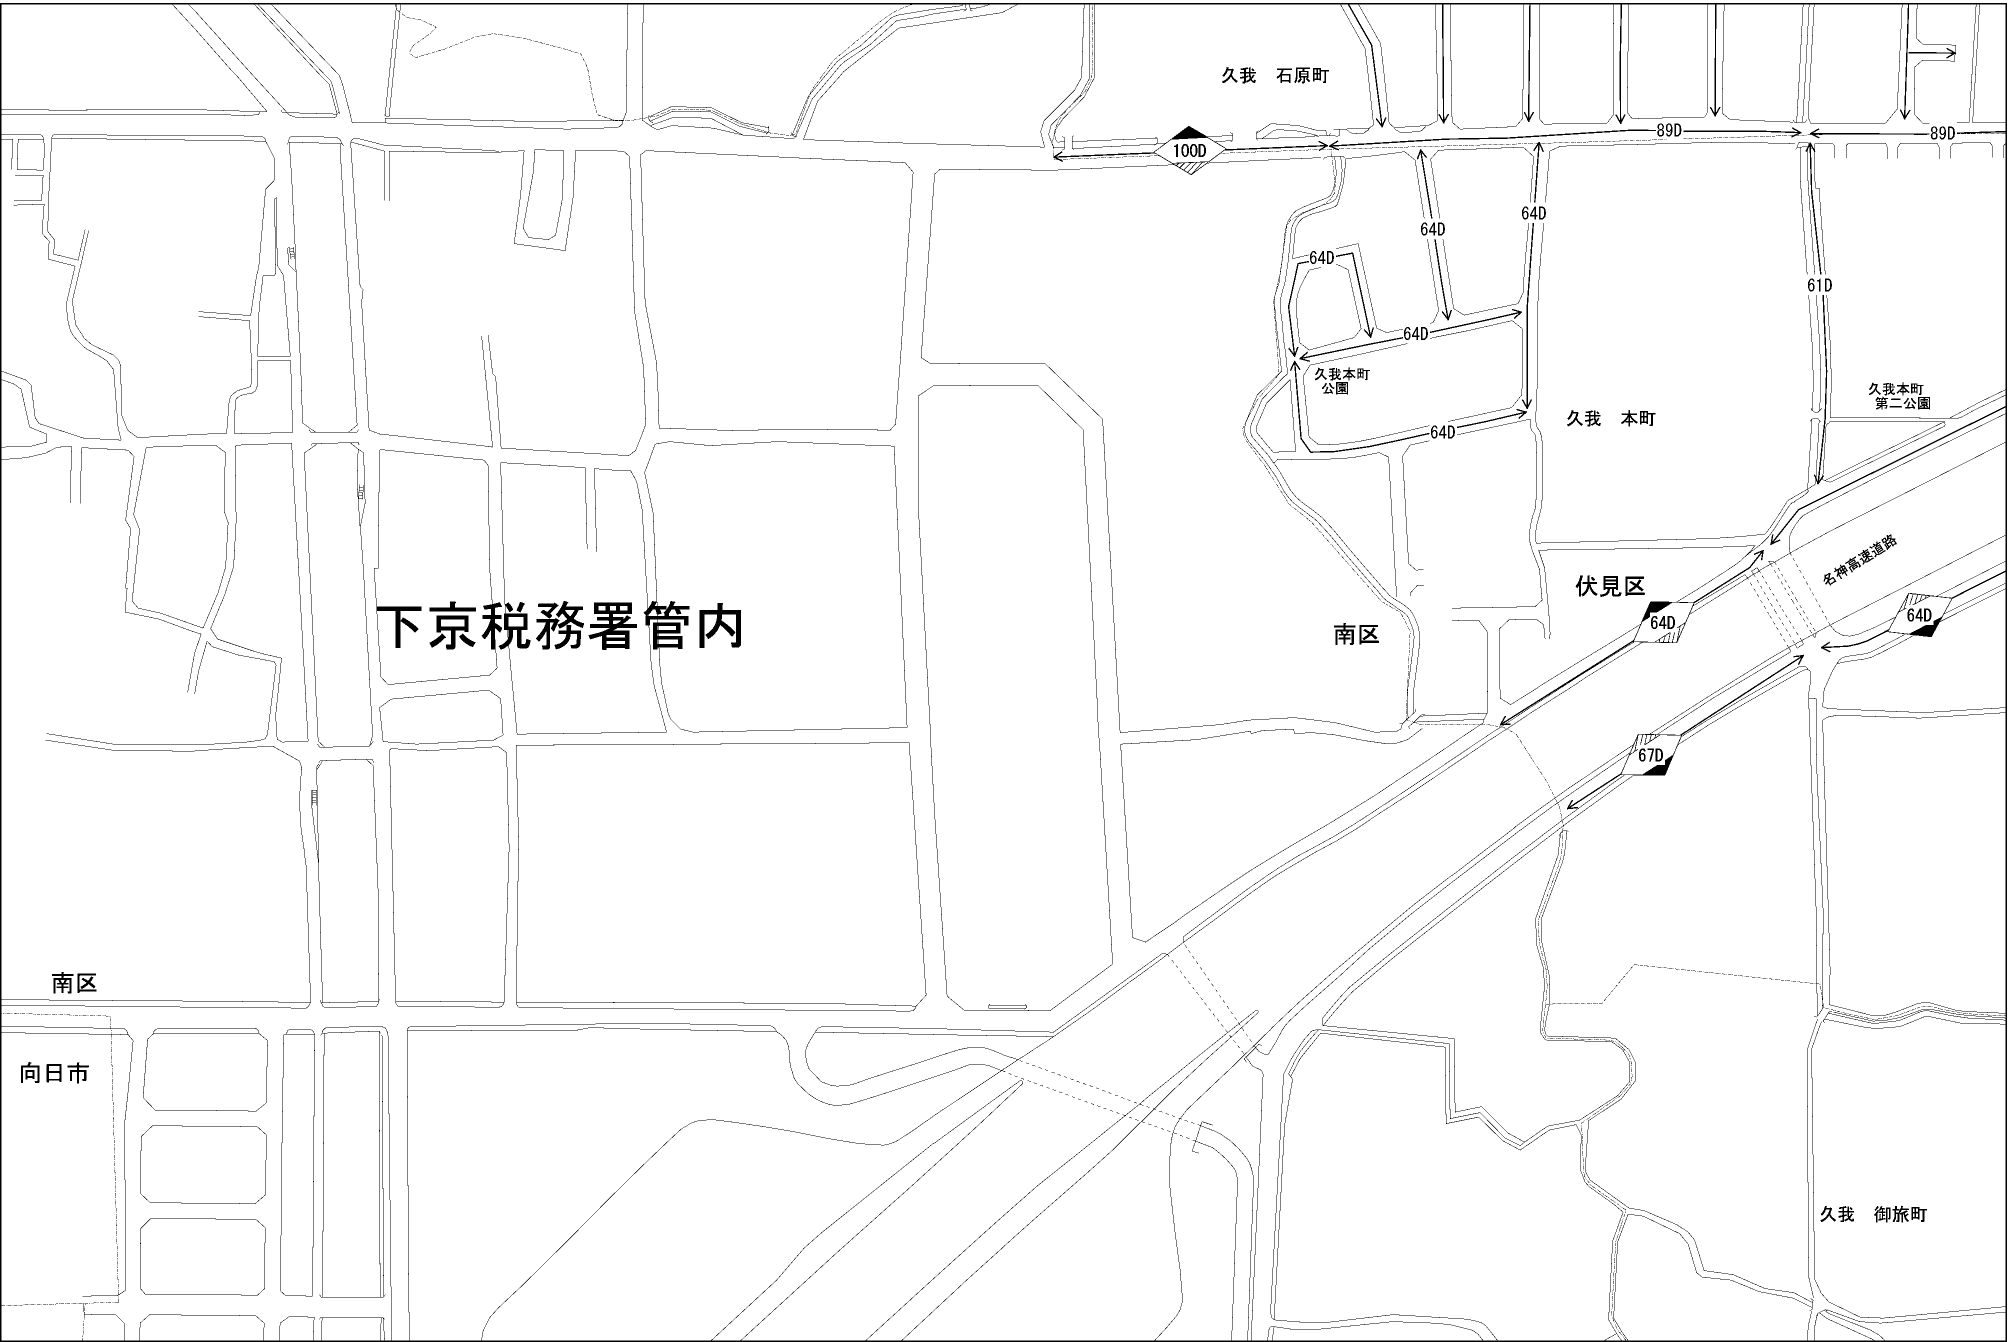 久我　石原町
89D
89D
100D
64D
64D
64D
61D
64D
久我本町
公園
久我本町
第二公園
久我　本町
64D
名神高速道路
伏見区
64D
64D
下京税務署管内
南区
67D
南区
向日市
久我　御旅町